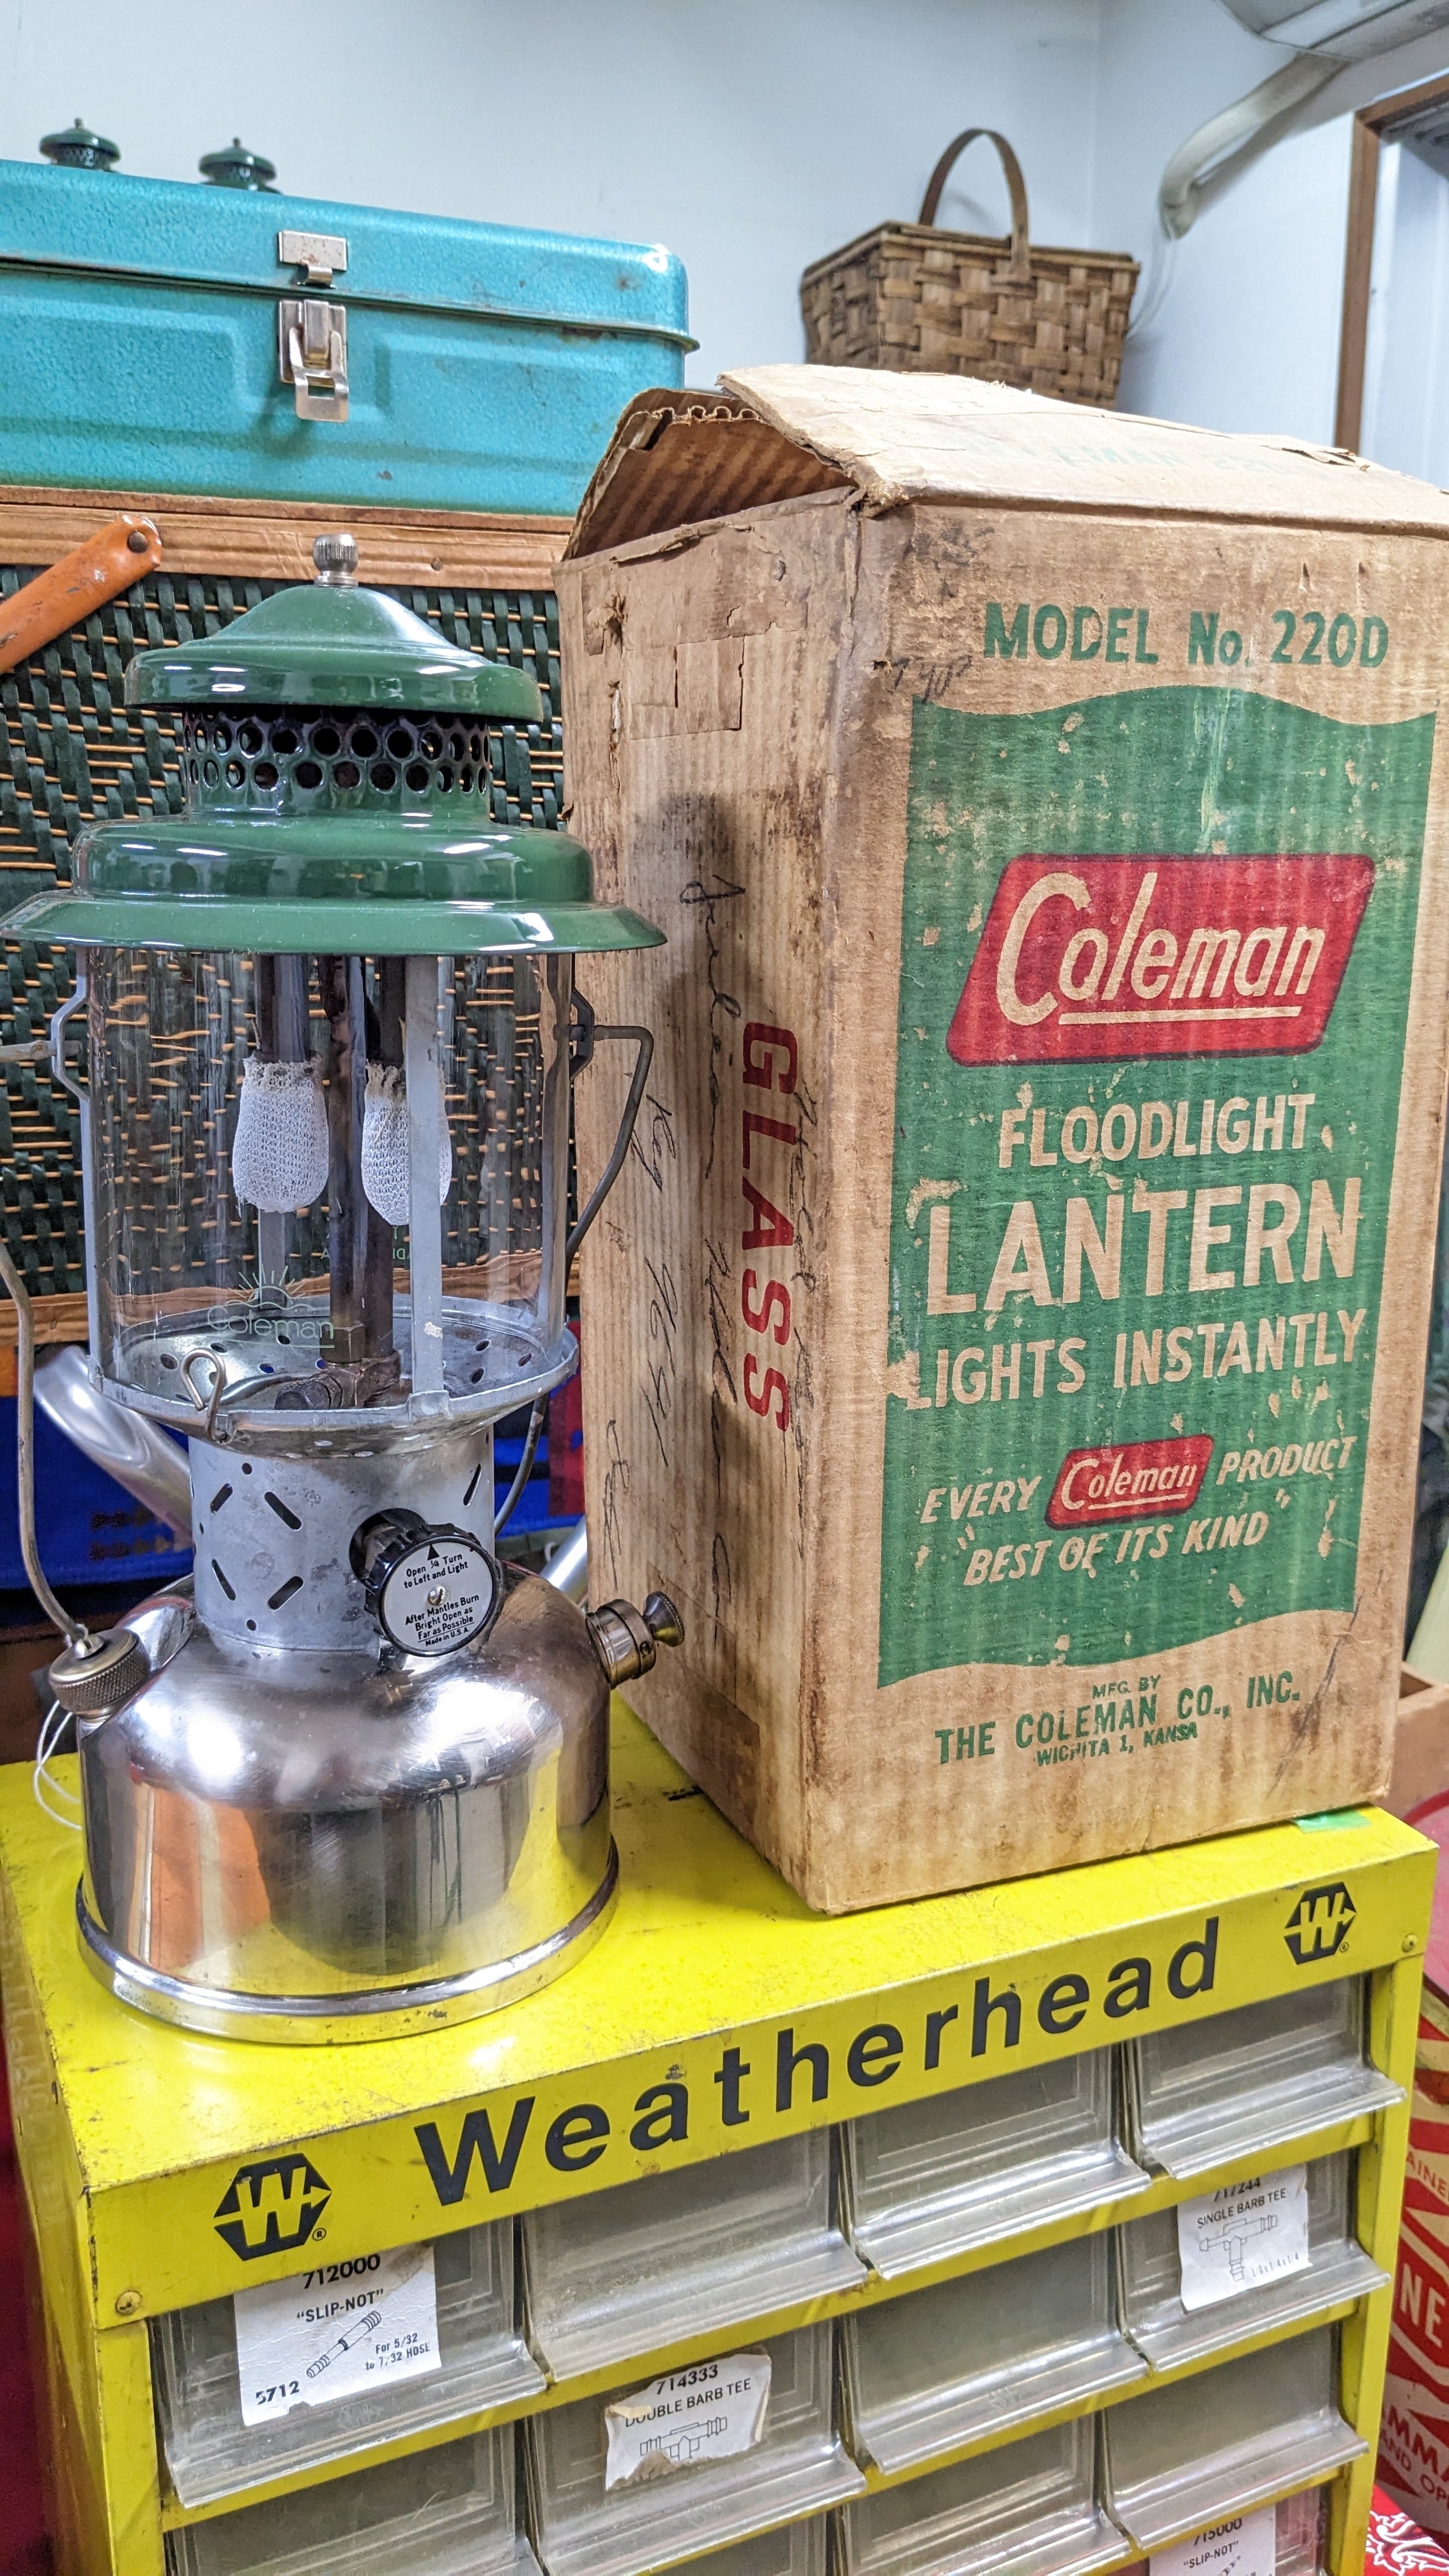 MODEL No. 220D
Coleman
FLOODLIGHT
LANTERN
LIGHTS INSTANTLY
EVERY Coleman PRODUCT
"BEST OF ITS KIND"
MFG. BY
THE COLEMAN CO., INC.
WICHITA 1, KANSA
GLASS
Coleman
Open ¼ Turn
to Left and Light
After Mantles Burn
Bright Open as
Far as Possible
Made in U.S.A.
W Weatherhead W
®
712000
"SLIP-NOT"
For 5/32
to 7/32 HOSE
5712
714333
DOUBLE BARB TEE
717244
SINGLE BARB TEE
715000
"SLIP-NOT"